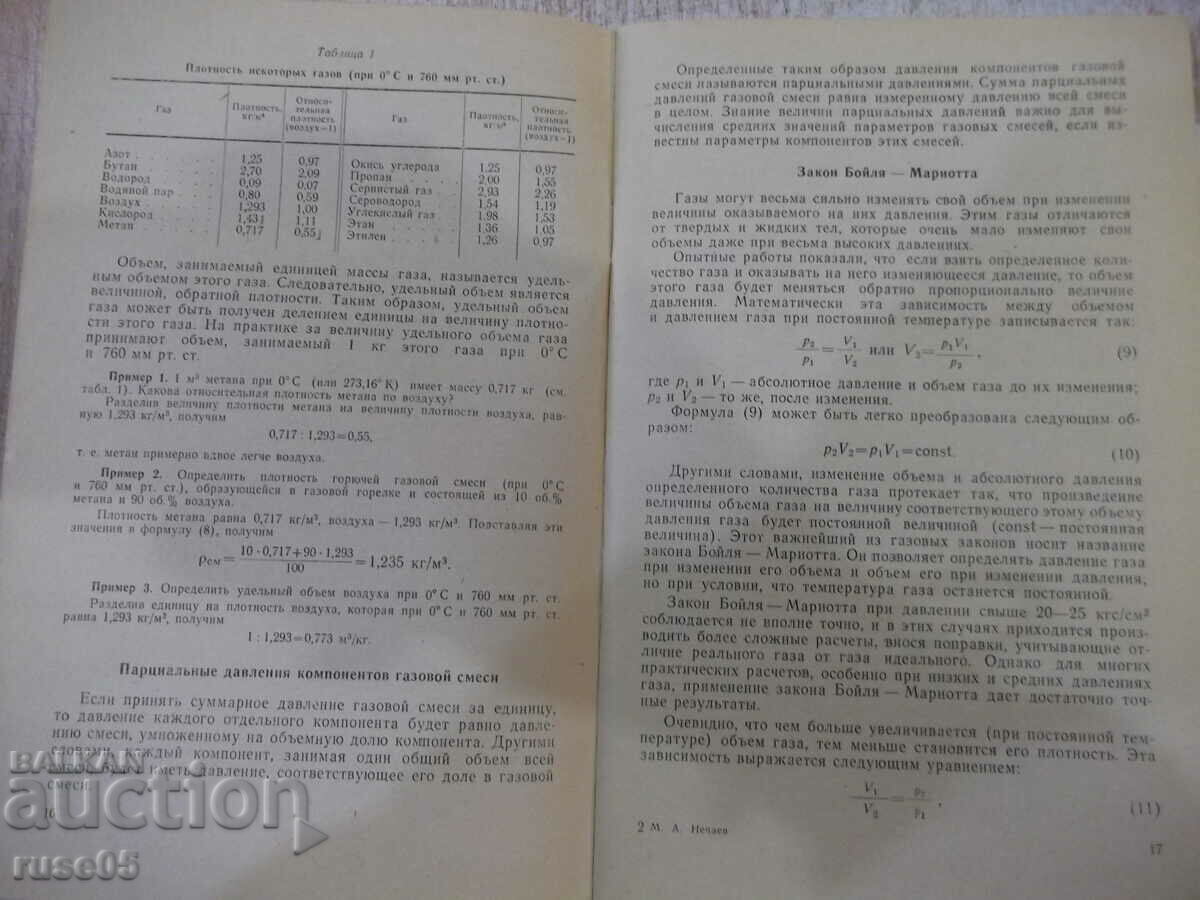 Таблица 1
Плотность некоторых газов (при 0°С и 760 мм рт. ст.)
Газ | Плотность, кг/м³ | Относительная плотность (воздух=1) | Газ | Плотность, кг/м³ | Относительная плотность (воздух=1)
Азот . . . . . . 1,25 0,97 Окись углерода 1,25 0,97
Бутан . . . . . 2,70 2,09 Пропан . . . . . 2,00 1,55
Водород . . . . 0,09 0,07 Сернистый газ . . 2,93 2,26
Водяной пар . . . 0,80 0,59 Сероводород . . . 1,54 1,19
Воздух . . . . . 1,293 1,00 Углекислый газ . 1,98 1,53
Кислород . . . . 1,43 1,11 Этан . . . . . 1,36 1,05
Метан . . . . . 0,717 0,55 Этилен . . . . 1,26 0,97
Объем, занимаемый единицей массы газа, называется удель-
ным объемом этого газа. Следовательно, удельный объем является
величиной, обратной плотности. Таким образом, удельный объем
газа может быть получен делением единицы на величину плотно-
сти этого газа. На практике за величину удельного объема газа
принимают объем, занимаемый 1 кг этого газа при 0°С
и 760 мм рт. ст.
Пример 1. 1 м³ метана при 0°С (или 273,16°К) имеет массу 0,717 кг (см.
табл. 1). Какова относительная плотность метана по воздуху?
Разделив величину плотности метана на величину плотности воздуха, рав-
ную 1,293 кг/м³, получим
0,717 : 1,293=0,55,
т. е. метан примерно вдвое легче воздуха.
Пример 2. Определить плотность горючей газовой смеси (при 0°С
и 760 мм рт. ст.), образующейся в газовой горелке и состоящей из 10 об.%
метана и 90 об.% воздуха.
Плотность метана равна 0,717 кг/м³, воздуха — 1,293 кг/м³. Подставляя эти
значения в формулу (8), получим
ρсм = (10·0,717+90·1,293)/100 = 1,235 кг/м³.
Пример 3. Определить удельный объем воздуха при 0°С и 760 мм рт. ст.
Разделив единицу на плотность воздуха, которая при 0°С и 760 мм рт. ст.
равна 1,293 кг/м³, получим
1 : 1,293=0,773 м³/кг.
Парциальные давления компонентов газовой смеси
Если принять суммарное давление газовой смеси за единицу,
то давление каждого отдельного компонента будет равно давле-
нию смеси, умноженному на объемную долю компонента. Другими
словами, каждый компонент, занимая один общий объем всей
смеси, будет иметь давление, соответствующее его доле в газовой
смеси.
Определенные таким образом давления компонентов газовой
смеси называются парциальными давлениями. Сумма парциальных
давлений газовой смеси равна измеренному давлению всей смеси
в целом. Знание величин парциальных давлений важно для вы-
числения средних значений параметров газовых смесей, если из-
вестны параметры компонентов этих смесей.
Закон Бойля — Мариотта
Газы могут весьма сильно изменять свой объем при изменении
величины оказываемого на них давления. Этим газы отличаются
от твердых и жидких тел, которые очень мало изменяют свои
объемы даже при весьма высоких давлениях.
Опытные работы показали, что если взять определенное коли-
чество газа и оказывать на него изменяющееся давление, то объем
этого газа будет меняться обратно пропорционально величине
давления. Математически эта зависимость между объемом
и давлением газа при постоянной температуре записывается так:
p₂/p₁ = V₁/V₂ или V₂ = p₁V₁/p₂, (9)
где p₁ и V₁ — абсолютное давление и объем газа до их изменения;
p₂ и V₂ — то же, после изменения.
Формула (9) может быть легко преобразована следующим об-
разом:
p₂V₂=p₁V₁=const. (10)
Другими словами, изменение объема и абсолютного давления
определенного количества газа протекает так, что произведение
величины объема газа на величину соответствующего этому объему
давления газа будет постоянной величиной (const — постоянная
величина). Этот важнейший из газовых законов носит название
закона Бойля — Мариотта. Он позволяет определять давление газа
при изменении его объема и объем его при изменении давления;
но при условии, что температура газа останется постоянной.
Закон Бойля — Мариотта при давлении свыше 20—25 кгс/см²
соблюдается не вполне точно, и в этих случаях приходится произ-
водить более сложные расчеты, внося поправки, учитывающие от-
личие реального газа от газа идеального. Однако для многих
практических расчетов, особенно при низких и средних давлениях
газа, применение закона Бойля — Мариотта дает достаточно точ-
ные результаты.
Очевидно, что чем больше увеличивается (при постоянной тем-
пературе) объем газа, тем меньше становится его плотность. Эта
зависимость выражается следующим уравнением:
V₁/V₂ = p₂/p₁, (11)
2 М. А. Нечаев
17
BALKAN
auction
ruse05